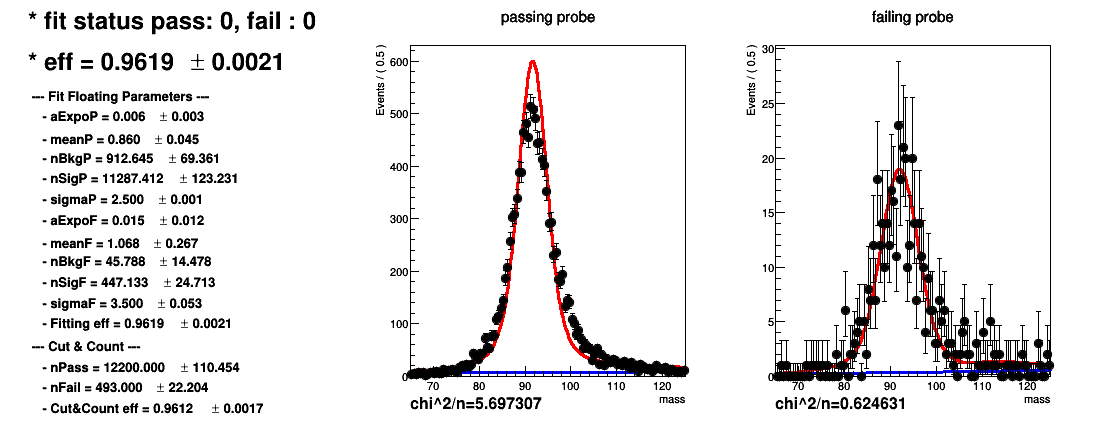 * fit status pass: 0, fail : 0
* eff = 0.9619 ± 0.0021
--- Fit Floating Parameters ---
- aExpoP = 0.006 ± 0.003
- meanP = 0.860 ± 0.045
- nBkgP = 912.645 ± 69.361
- nSigP = 11287.412 ± 123.231
- sigmaP = 2.500 ± 0.001
- aExpoF = 0.015 ± 0.012
- meanF = 1.068 ± 0.267
- nBkgF = 45.788 ± 14.478
- nSigF = 447.133 ± 24.713
- sigmaF = 3.500 ± 0.053
- Fitting eff = 0.9619 ± 0.0021
--- Cut & Count ---
- nPass = 12200.000 ± 110.454
- nFail = 493.000 ± 22.204
- Cut&Count eff = 0.9612 ± 0.0017
passing probe
Events / ( 0.5 )
600
500
400
300
200
100
0
70 80 90 100 110 120
mass
chi^2/n=5.697307
failing probe
Events / ( 0.5 )
30
25
20
15
10
5
0
70 80 90 100 110 120
mass
chi^2/n=0.624631